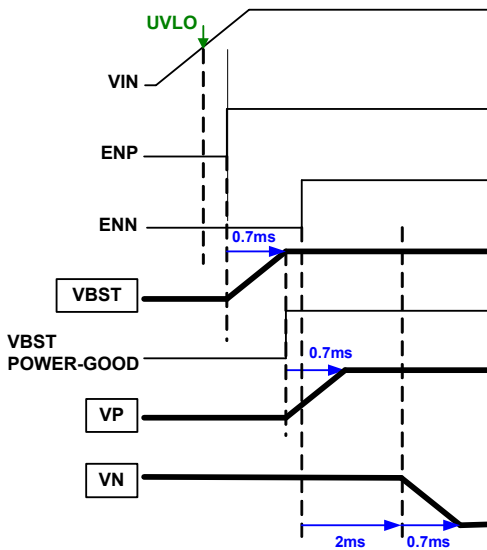 UVLO
VIN
ENP
ENN
0.7ms
VBST
VBST
POWER-GOOD
0.7ms
VP
VN
2ms
0.7ms